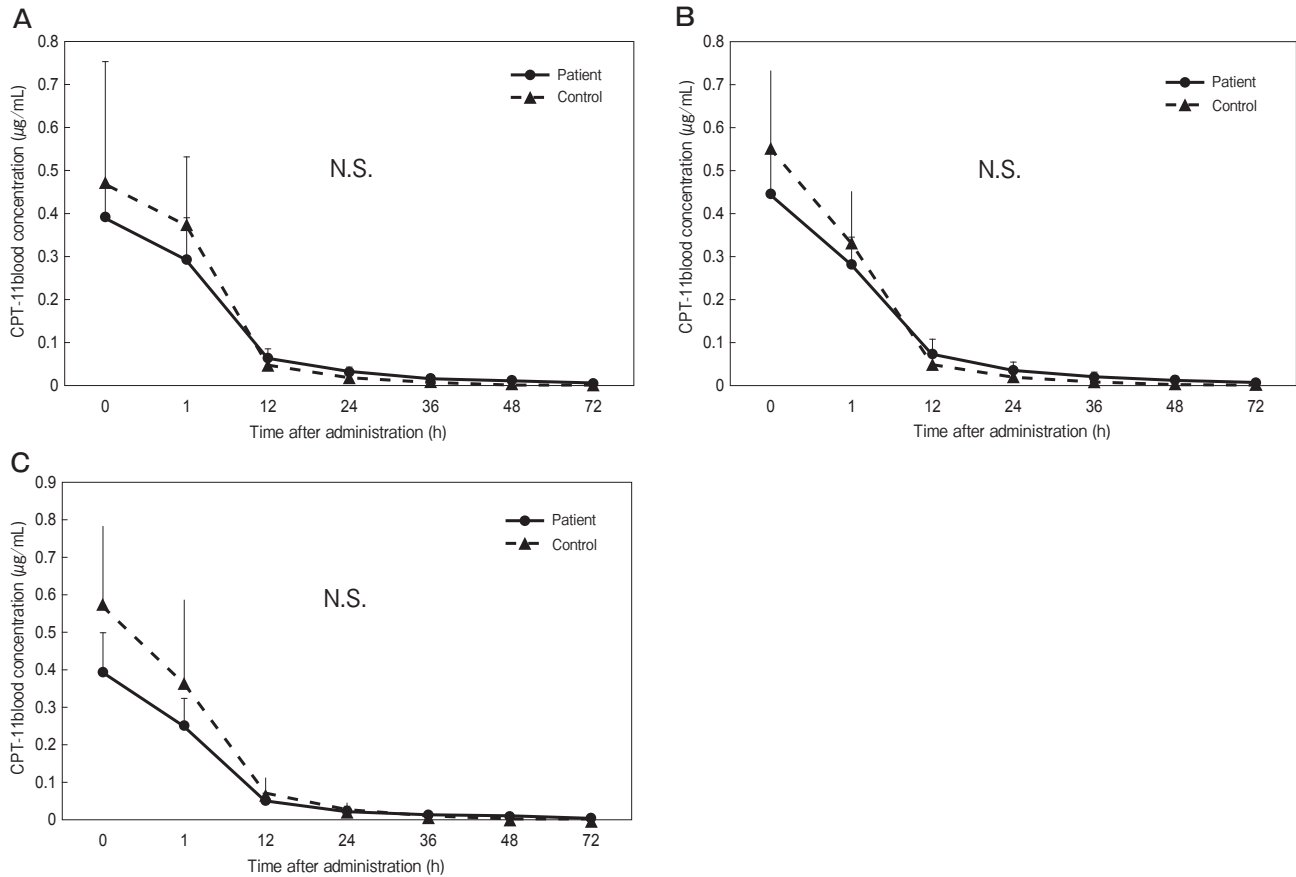 A
CPT-11blood concentration (μg/mL)
0.8
0.7
0.6
0.5
0.4
0.3
0.2
0.1
0
Patient
Control
N.S.
0 1 12 24 36 48 72
Time after administration (h)
B
CPT-11blood concentration (μg/mL)
0.8
0.7
0.6
0.5
0.4
0.3
0.2
0.1
0
Patient
Control
N.S.
0 1 12 24 36 48 72
Time after administration (h)
C
CPT-11blood concentration (μg/mL)
0.9
0.8
0.7
0.6
0.5
0.4
0.3
0.2
0.1
0
Patient
Control
N.S.
0 1 12 24 36 48 72
Time after administration (h)